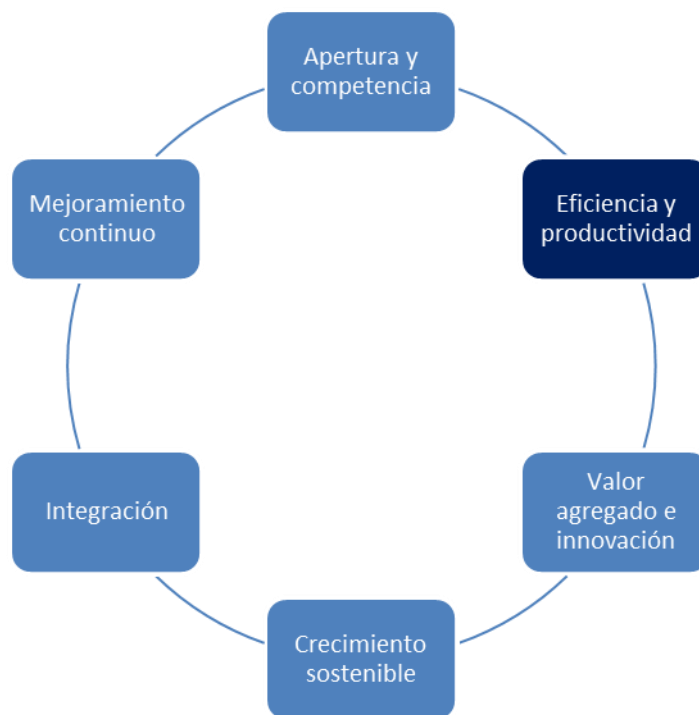 Apertura y
competencia
Eficiencia y
productividad
Valor
agregado e
innovación
Crecimiento
sostenible
Integración
Mejoramiento
continuo